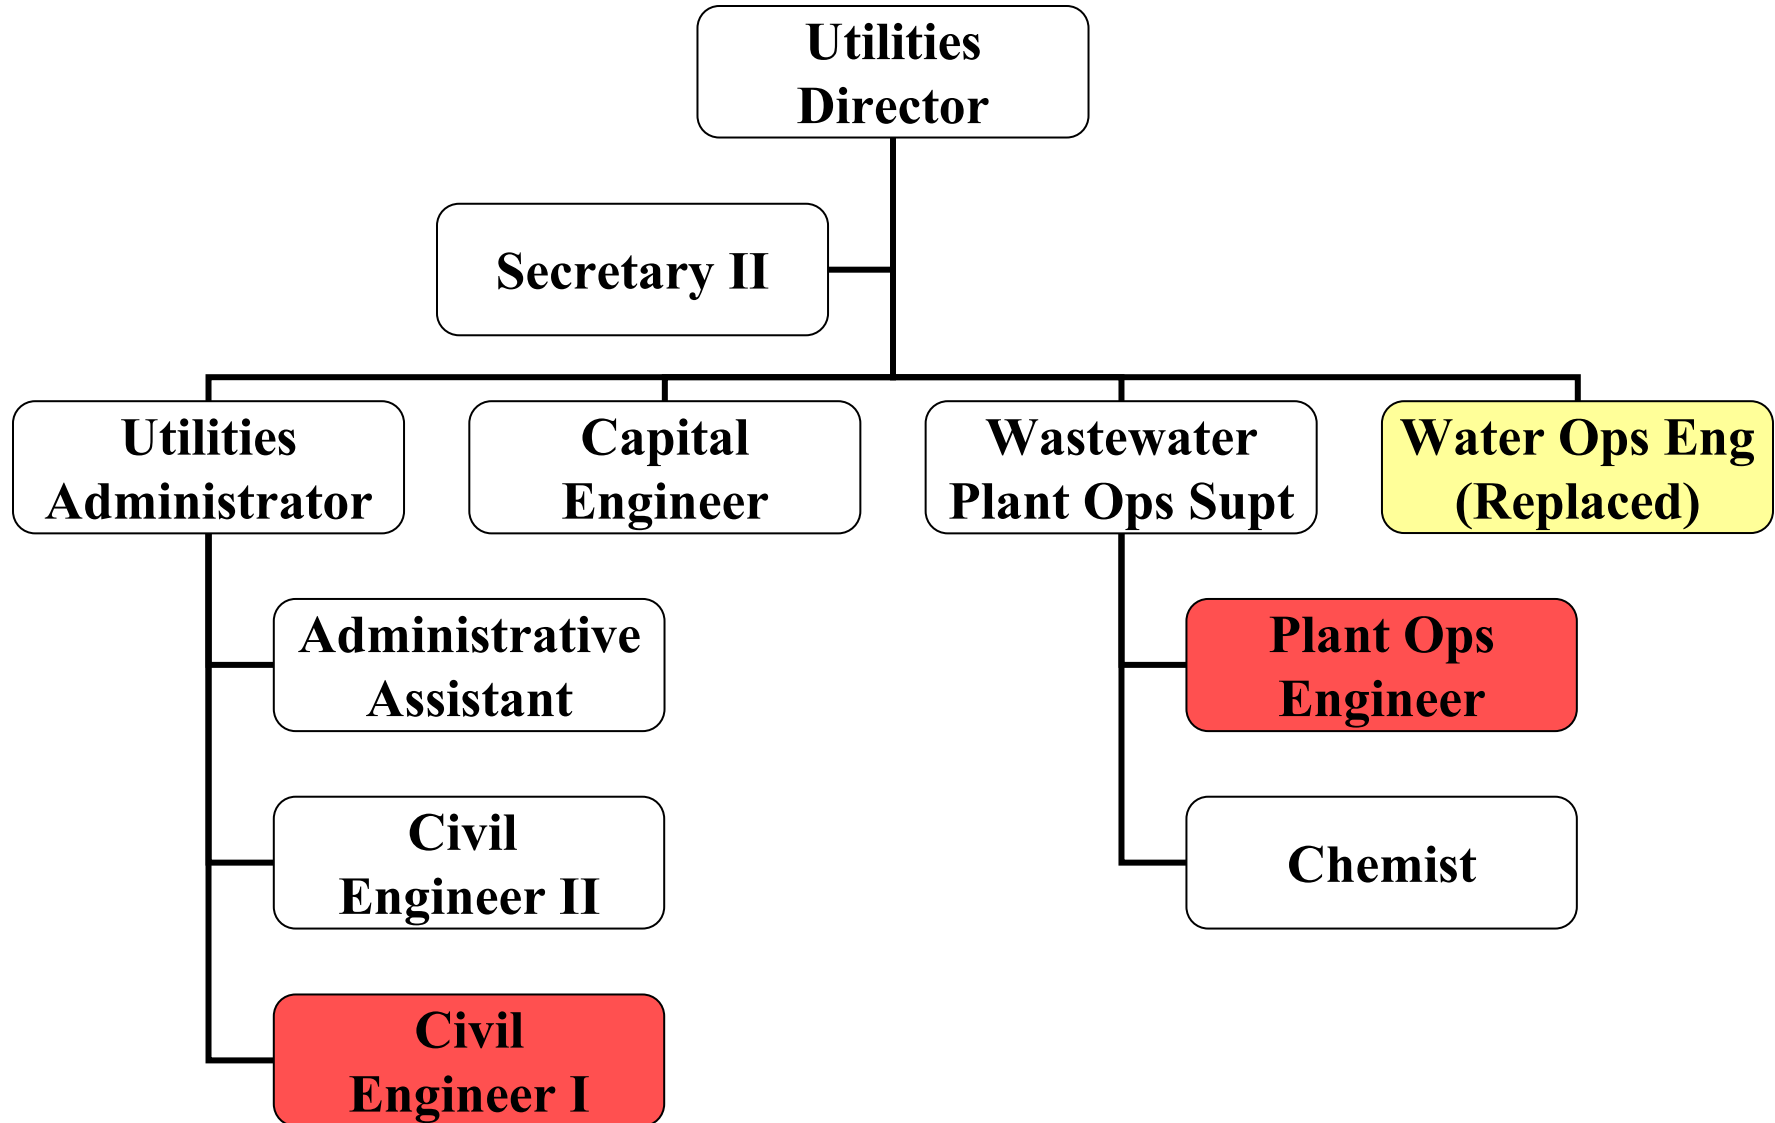 Utilities
Director
Secretary II
Utilities
Administrator
Capital
Engineer
Wastewater
Plant Ops Supt
Water Ops Eng
(Replaced)
Administrative
Assistant
Plant Ops
Engineer
Civil
Engineer II
Chemist
Civil
Engineer I